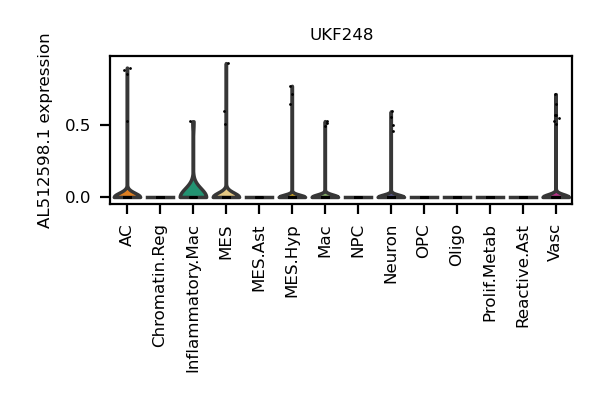 UKF248
AL512598.1 expression
0.5
0.0
AC
Chromatin.Reg
Inflammatory.Mac
MES
MES.Ast
MES.Hyp
Mac
NPC
Neuron
OPC
Oligo
Prolif.Metab
Reactive.Ast
Vasc